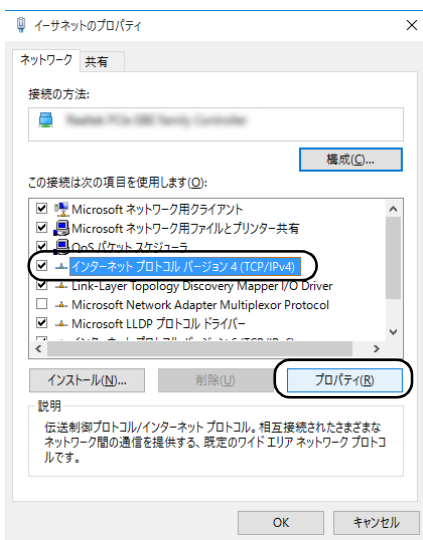 イーサネットのプロパティ
ネットワーク 共有
接続の方法:
構成(C)...
この接続は次の項目を使用します(O):
Microsoft ネットワーク用クライアント
Microsoft ネットワーク用ファイルとプリンター共有
QoS パケット スケジューラ
インターネット プロトコル バージョン 4 (TCP/IPv4)
Link-Layer Topology Discovery Mapper I/O Driver
Microsoft Network Adapter Multiplexor Protocol
Microsoft LLDP プロトコル ドライバー
インストール(N)... 削除(U) プロパティ(R)
説明
伝送制御プロトコル/インターネット プロトコル。相互接続されたさまざまな
ネットワーク間の通信を提供する、既定のワイド エリア ネットワーク プロトコ
ルです。
OK キャンセル